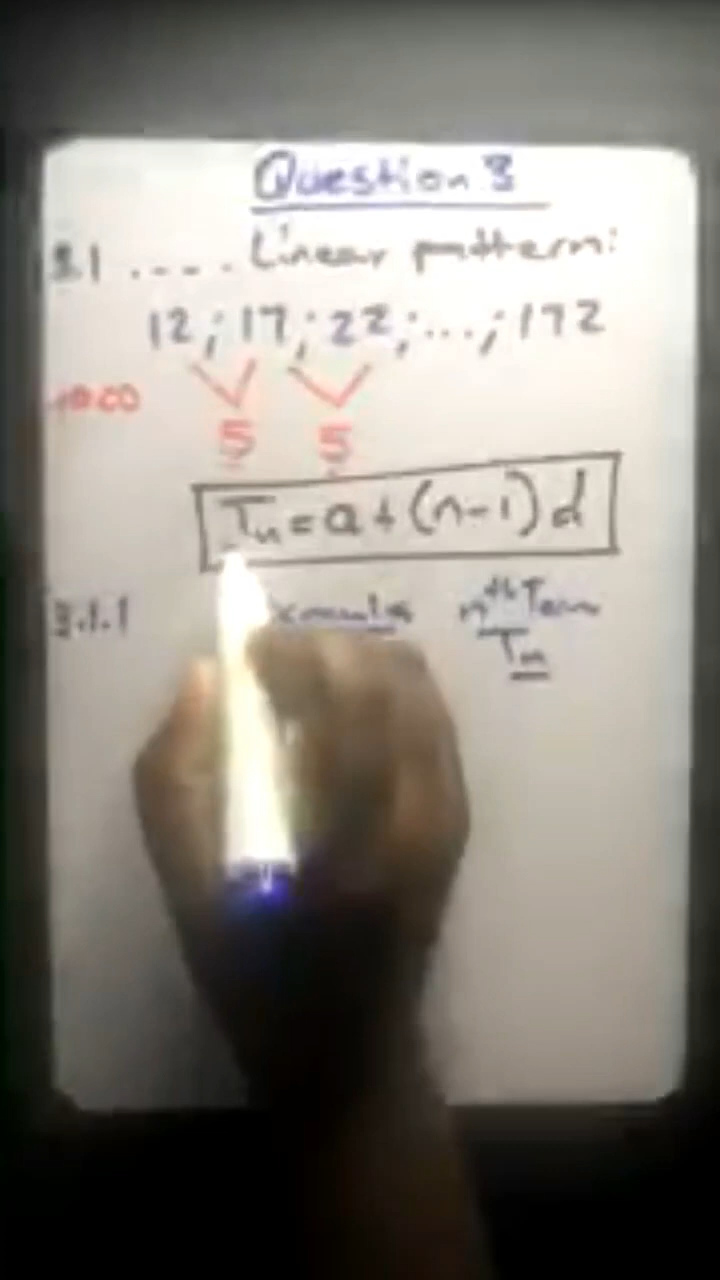 Question 3
3.1 .... Linear pattern:
12 ; 17 ; 22 ; ... ; 172
5 5
Tn = a + (n-1) d
3.1.1 nth Term
Tn